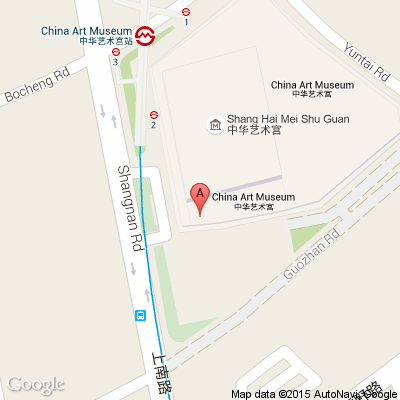 China Art Museum
中华艺术宫站
1
3
2
Bocheng Rd
Yuntai Rd
China Art Museum
中华艺术宫
Shang Hai Mei Shu Guan
中华艺术宫
A
China Art Museum
中华艺术宫
Shangnan Rd
Guozhan Rd
上南路
Google
Map data ©2015 AutoNavi, Google